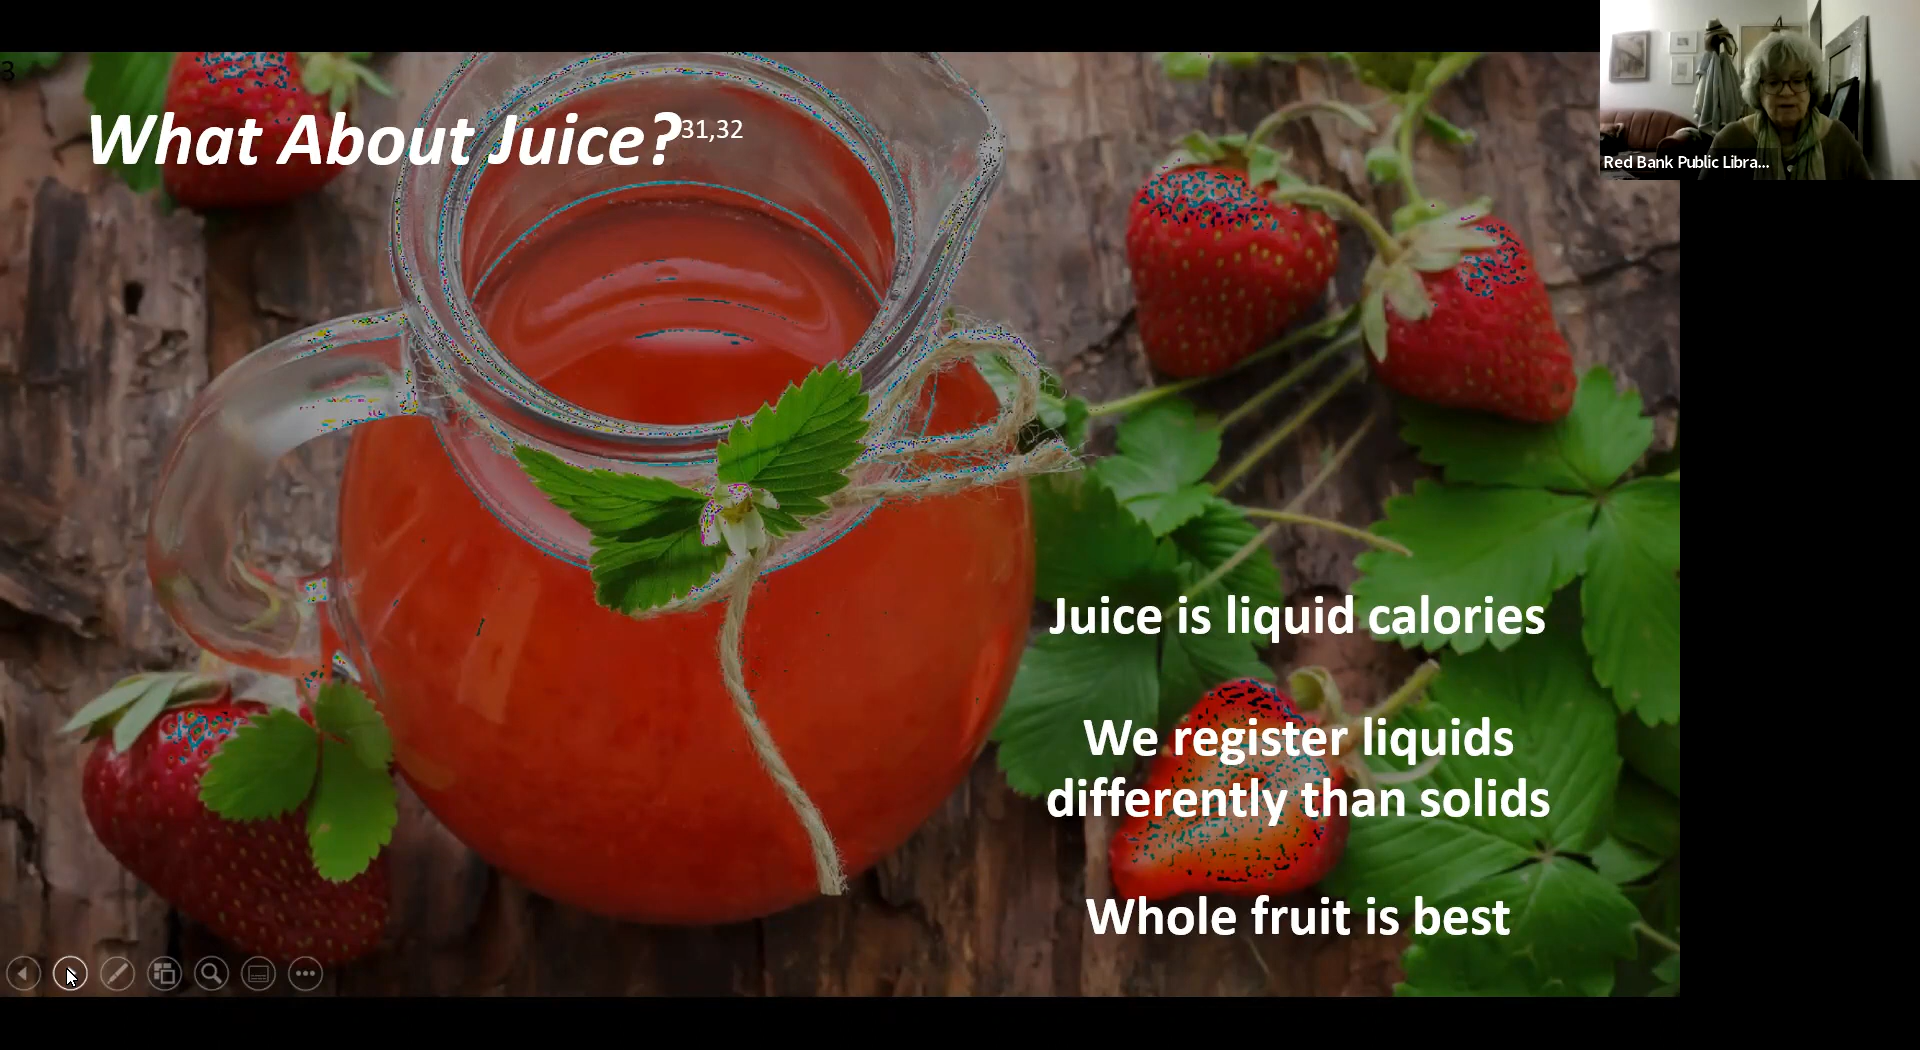 3
What About Juice?31,32
Red Bank Public Libra...
Juice is liquid calories
We register liquids
differently than solids
Whole fruit is best